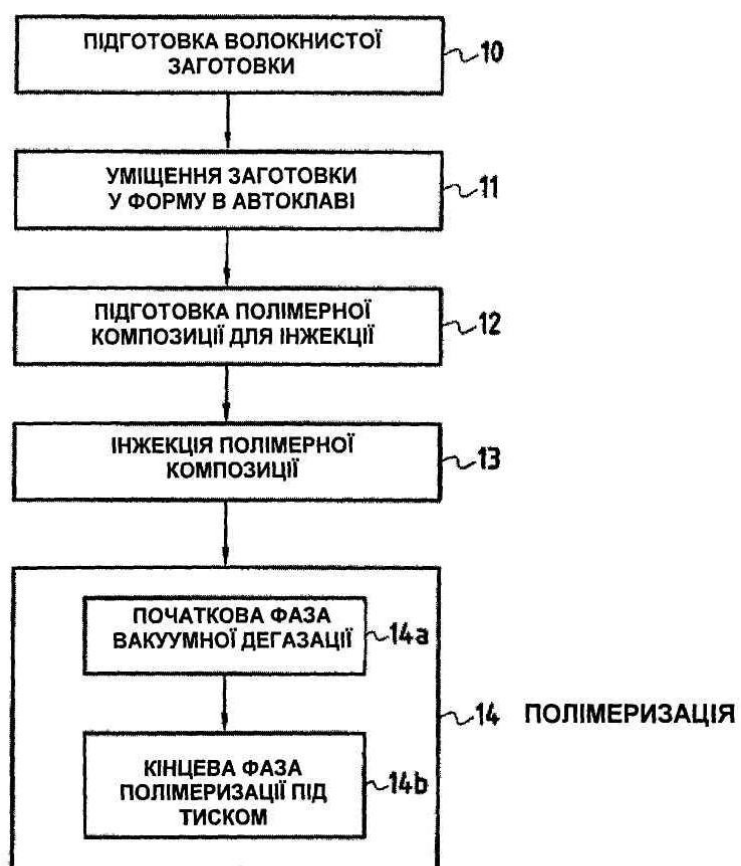 ПІДГОТОВКА ВОЛОКНИСТОЇ
ЗАГОТОВКИ
10
УМІЩЕННЯ ЗАГОТОВКИ
У ФОРМУ В АВТОКЛАВІ
11
ПІДГОТОВКА ПОЛІМЕРНОЇ
КОМПОЗИЦІЇ ДЛЯ ІНЖЕКЦІЇ
12
ІНЖЕКЦІЯ ПОЛІМЕРНОЇ
КОМПОЗИЦІЇ
13
ПОЧАТКОВА ФАЗА
ВАКУУМНОЇ ДЕГАЗАЦІЇ
14a
14 ПОЛІМЕРИЗАЦІЯ
КІНЦЕВА ФАЗА
ПОЛІМЕРИЗАЦІЇ ПІД
ТИСКОМ
14b